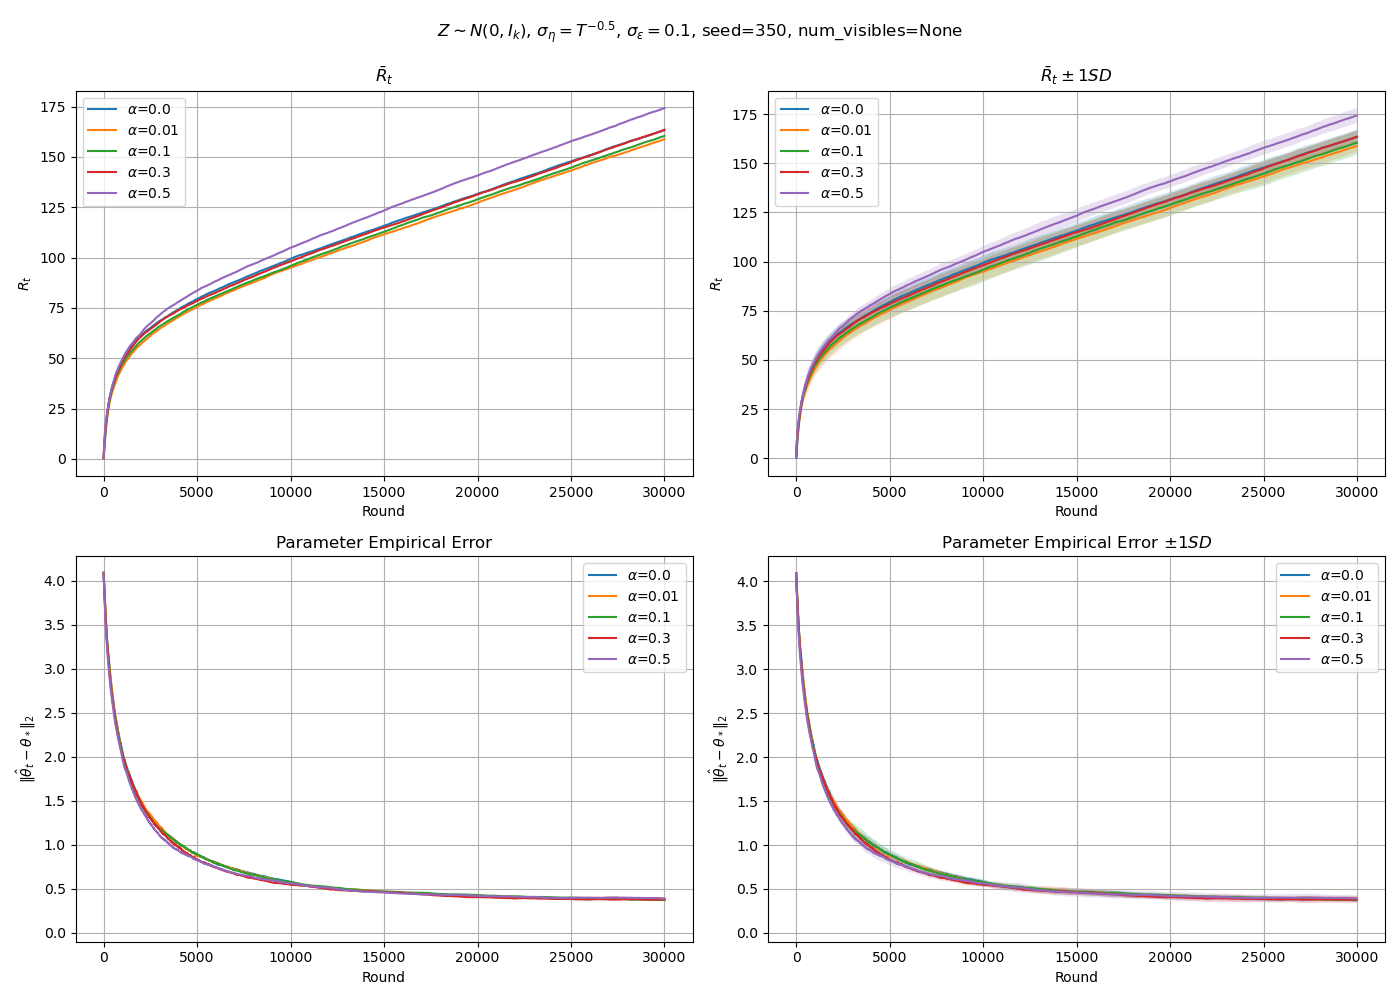 Z ~ N(0, I_k), σ_η = T^{-0.5}, σ_ε = 0.1, seed=350, num_visibles=None
R̄_t
R_t
175
150
125
100
75
50
25
0
α=0.0
α=0.01
α=0.1
α=0.3
α=0.5
0 5000 10000 15000 20000 25000 30000
Round
R̄_t ± 1SD
R_t
175
150
125
100
75
50
25
0
α=0.0
α=0.01
α=0.1
α=0.3
α=0.5
0 5000 10000 15000 20000 25000 30000
Round
Parameter Empirical Error
‖θ̂_t − θ_*‖_2
4.0
3.5
3.0
2.5
2.0
1.5
1.0
0.5
0.0
α=0.0
α=0.01
α=0.1
α=0.3
α=0.5
0 5000 10000 15000 20000 25000 30000
Round
Parameter Empirical Error ±1SD
‖θ̂_t − θ_*‖_2
4.0
3.5
3.0
2.5
2.0
1.5
1.0
0.5
0.0
α=0.0
α=0.01
α=0.1
α=0.3
α=0.5
0 5000 10000 15000 20000 25000 30000
Round